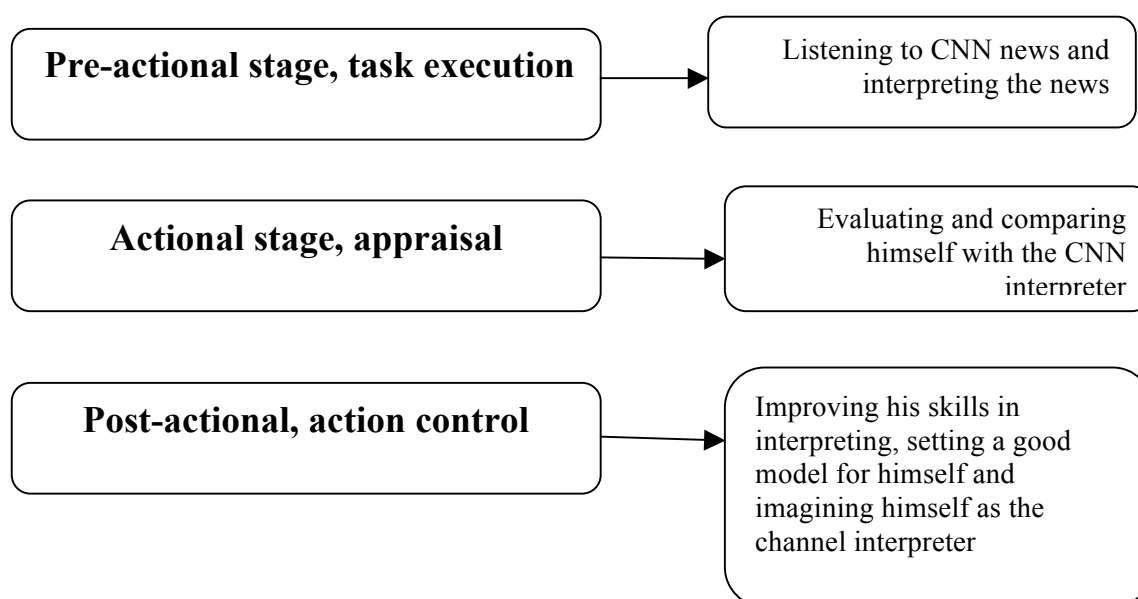 Pre-actional stage, task execution
Listening to CNN news and
interpreting the news
Actional stage, appraisal
Evaluating and comparing
himself with the CNN
interpreter
Post-actional, action control
Improving his skills in
interpreting, setting a good
model for himself and
imagining himself as the
channel interpreter